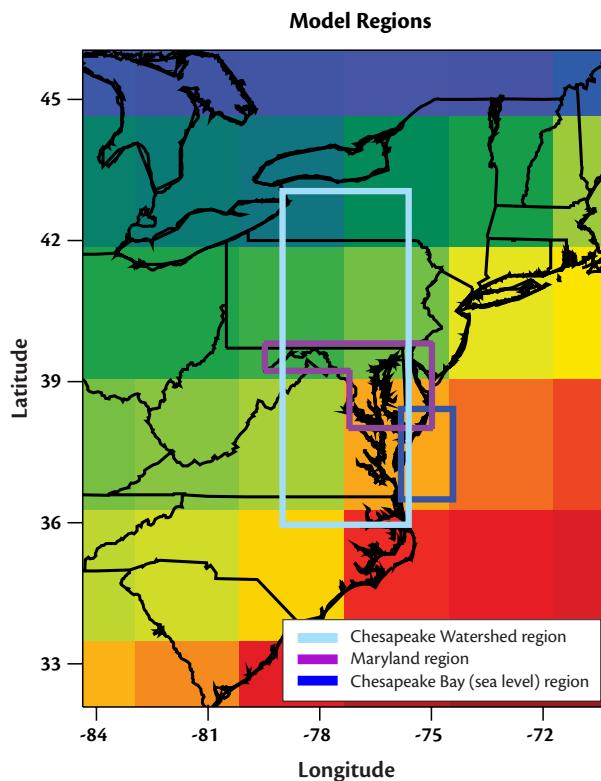 Model Regions
45
42
39
36
33
Latitude
Chesapeake Watershed region
Maryland region
Chesapeake Bay (sea level) region
-84 -81 -78 -75 -72
Longitude